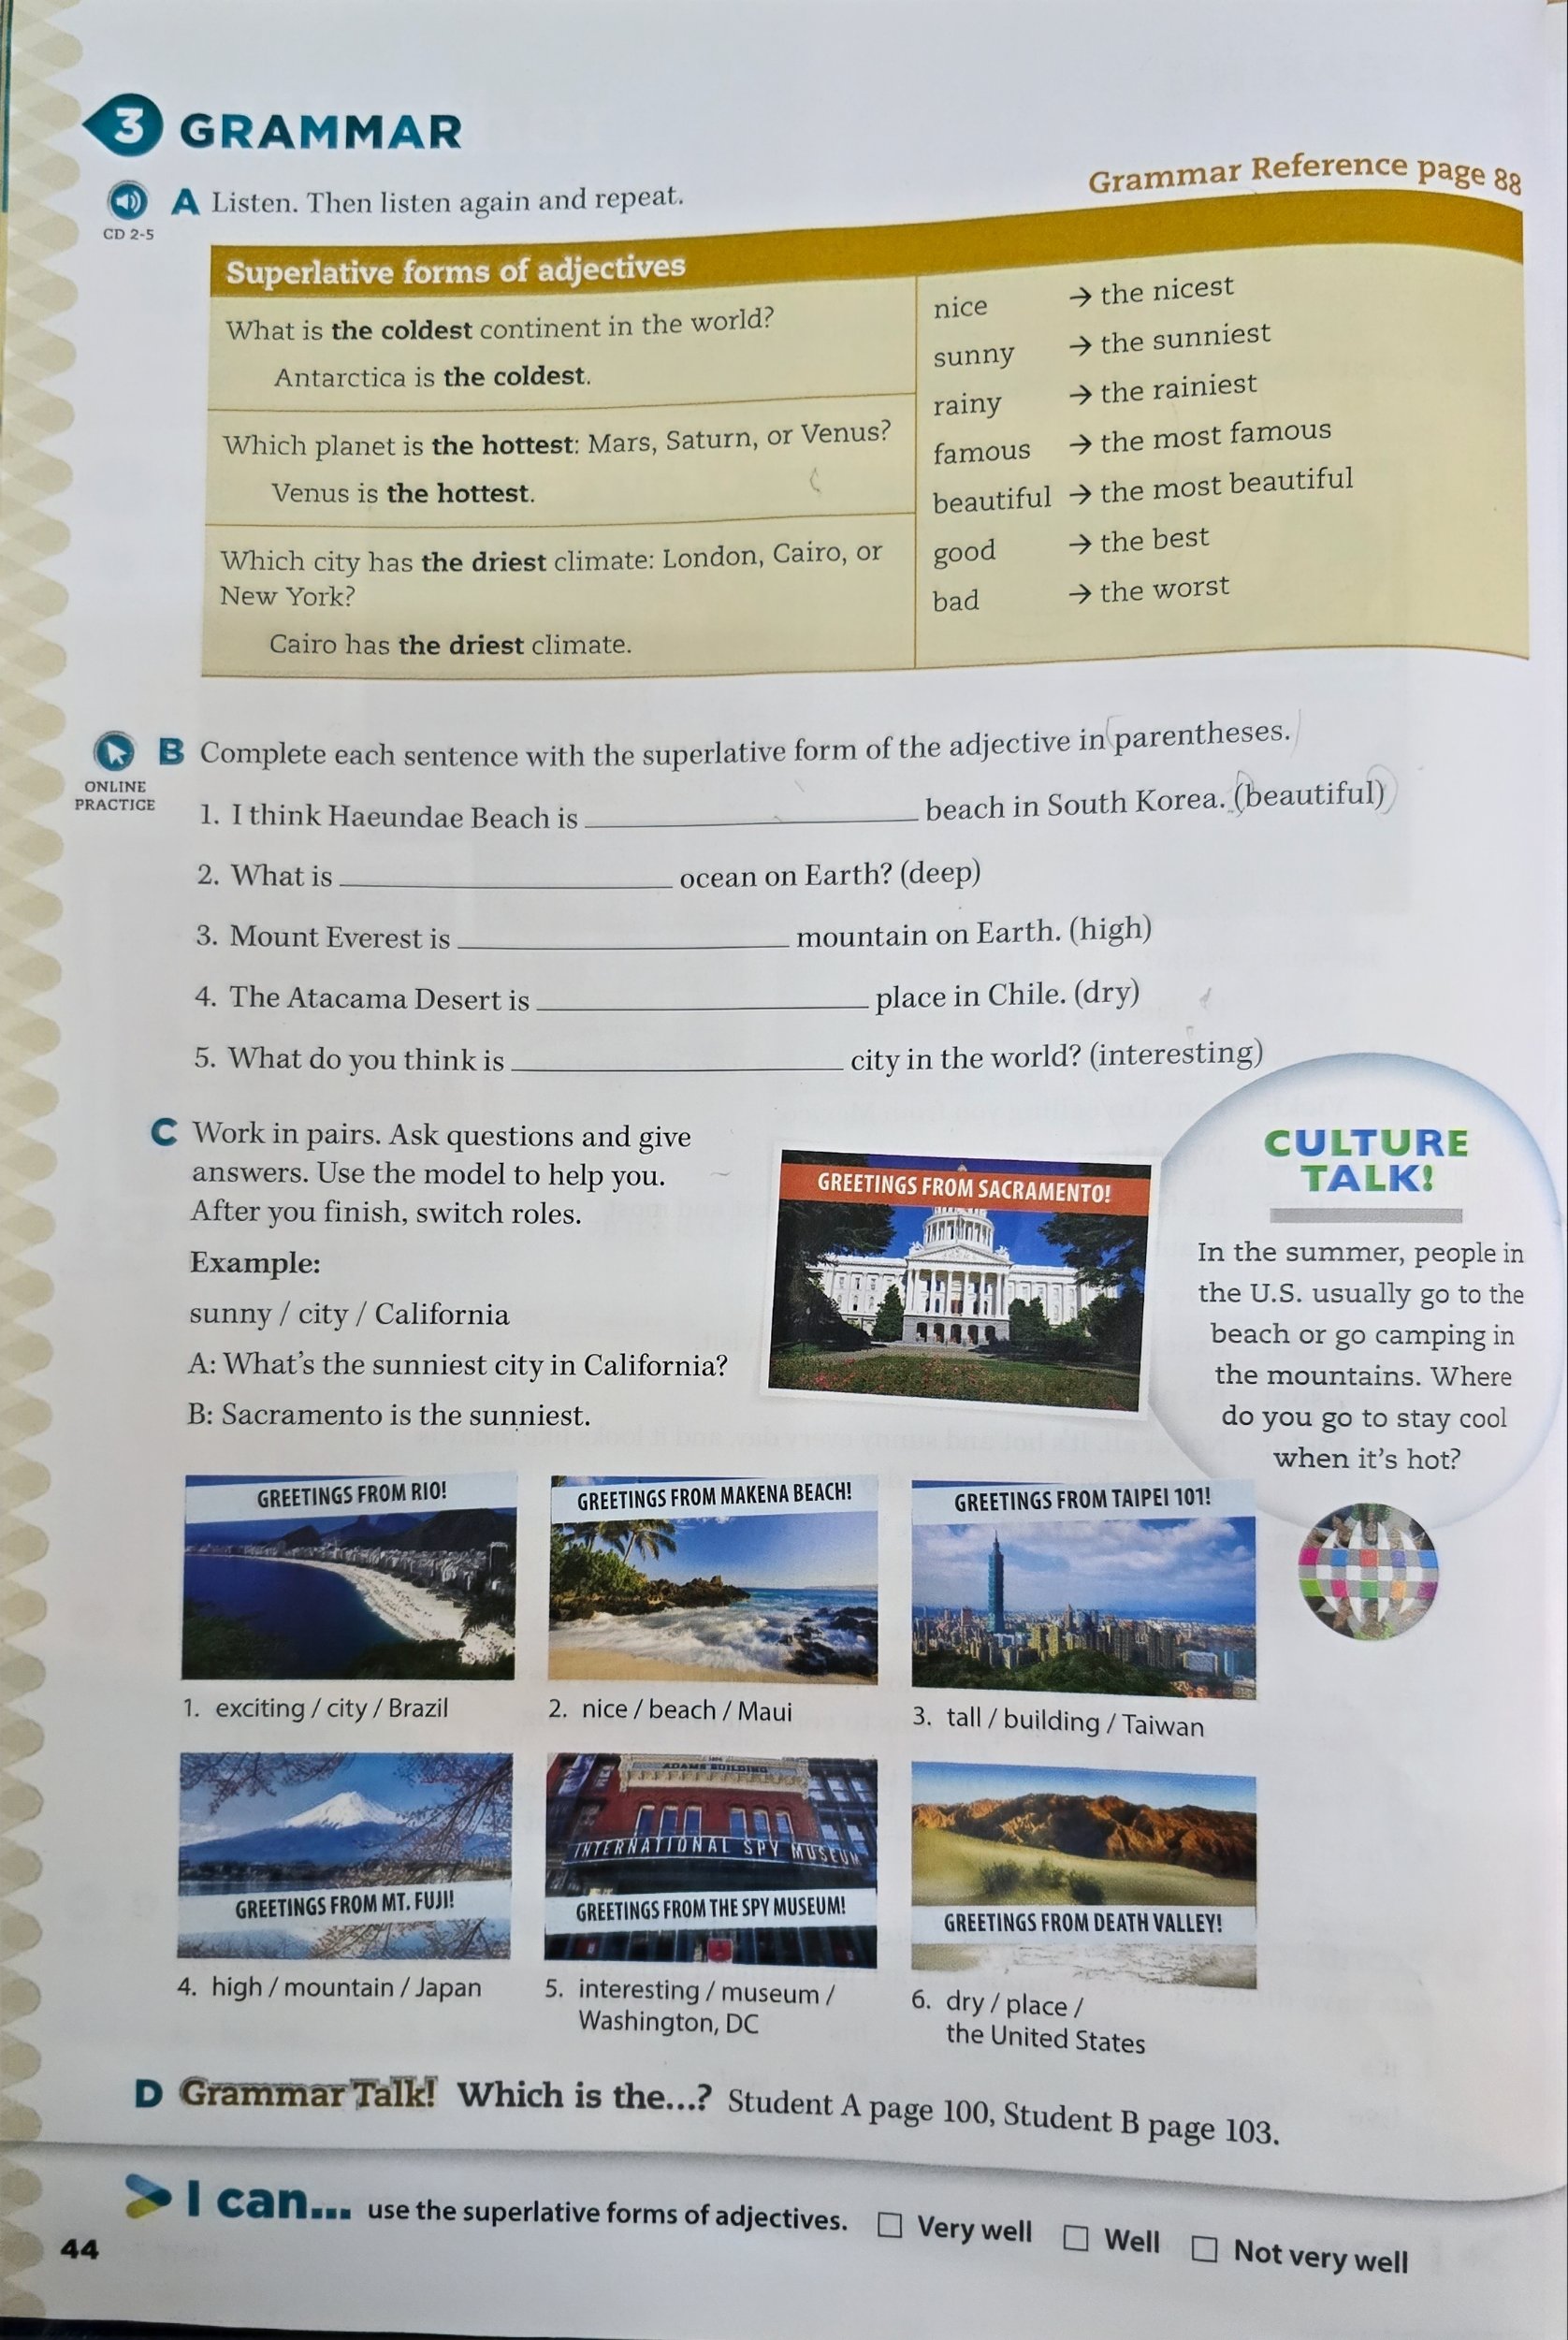 3 GRAMMAR
Grammar Reference page 88
CD 2-5
A Listen. Then listen again and repeat.
Superlative forms of adjectives
What is the coldest continent in the world?
Antarctica is the coldest.
Which planet is the hottest: Mars, Saturn, or Venus?
Venus is the hottest.
Which city has the driest climate: London, Cairo, or
New York?
Cairo has the driest climate.
nice → the nicest
sunny → the sunniest
rainy → the rainiest
famous → the most famous
beautiful → the most beautiful
good → the best
bad → the worst
ONLINE
PRACTICE
B Complete each sentence with the superlative form of the adjective in parentheses.
1. I think Haeundae Beach is ____ beach in South Korea. (beautiful)
2. What is ____ ocean on Earth? (deep)
3. Mount Everest is ____ mountain on Earth. (high)
4. The Atacama Desert is ____ place in Chile. (dry)
5. What do you think is ____ city in the world? (interesting)
C Work in pairs. Ask questions and give
answers. Use the model to help you.
After you finish, switch roles.
Example:
sunny / city / California
A: What's the sunniest city in California?
B: Sacramento is the sunniest.
GREETINGS FROM SACRAMENTO!
CULTURE
TALK!
In the summer, people in
the U.S. usually go to the
beach or go camping in
the mountains. Where
do you go to stay cool
when it's hot?
GREETINGS FROM RIO!
1. exciting / city / Brazil
GREETINGS FROM MAKENA BEACH!
2. nice / beach / Maui
GREETINGS FROM TAIPEI 101!
3. tall / building / Taiwan
GREETINGS FROM MT. FUJI!
4. high / mountain / Japan
ADAMS BUILDING
INTERNATIONAL SPY MUSEUM
GREETINGS FROM THE SPY MUSEUM!
5. interesting / museum /
Washington, DC
GREETINGS FROM DEATH VALLEY!
6. dry / place /
the United States
D Grammar Talk! Which is the...? Student A page 100, Student B page 103.
I can... use the superlative forms of adjectives. □ Very well □ Well □ Not very well
44